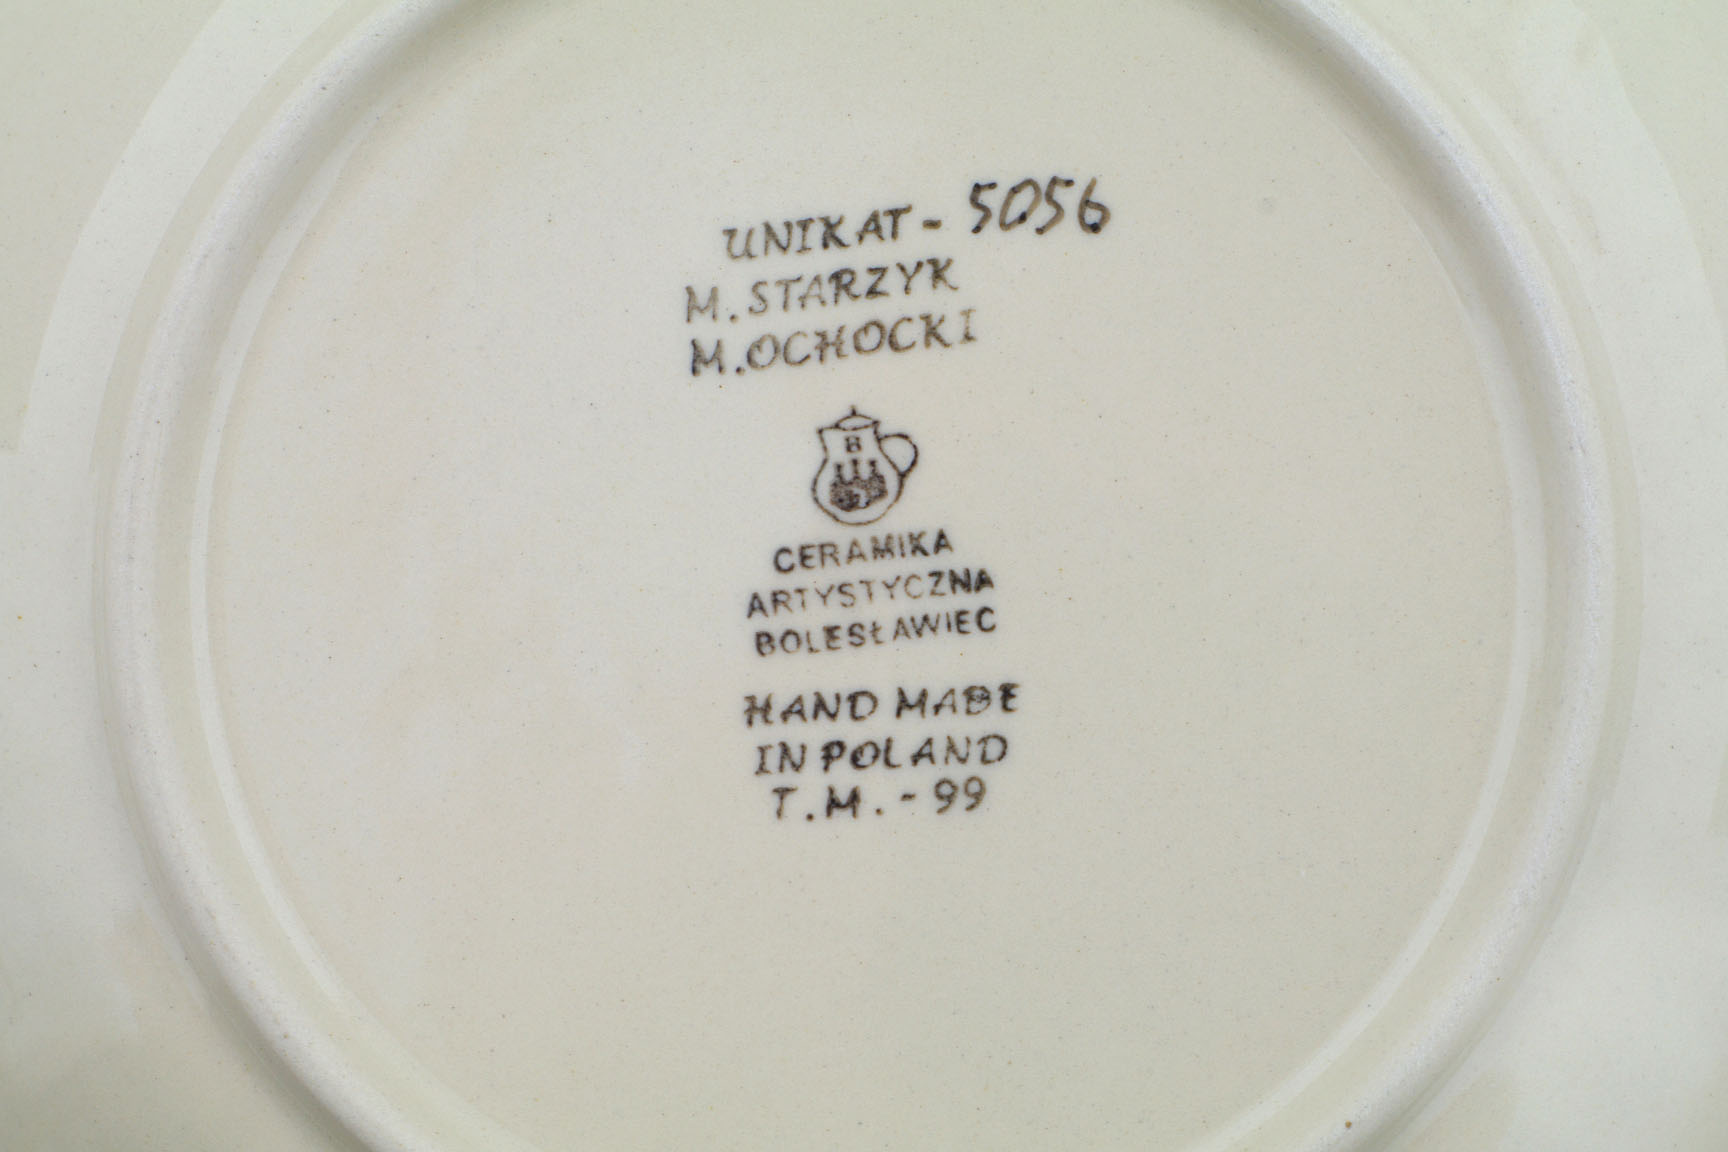 UNIKAT - 5056
M. STARZYK
M. OCHOCKI
B
CERAMIKA
ARTYSTYCZNA
BOLESŁAWIEC
HAND MADE
IN POLAND
T.M. - 99